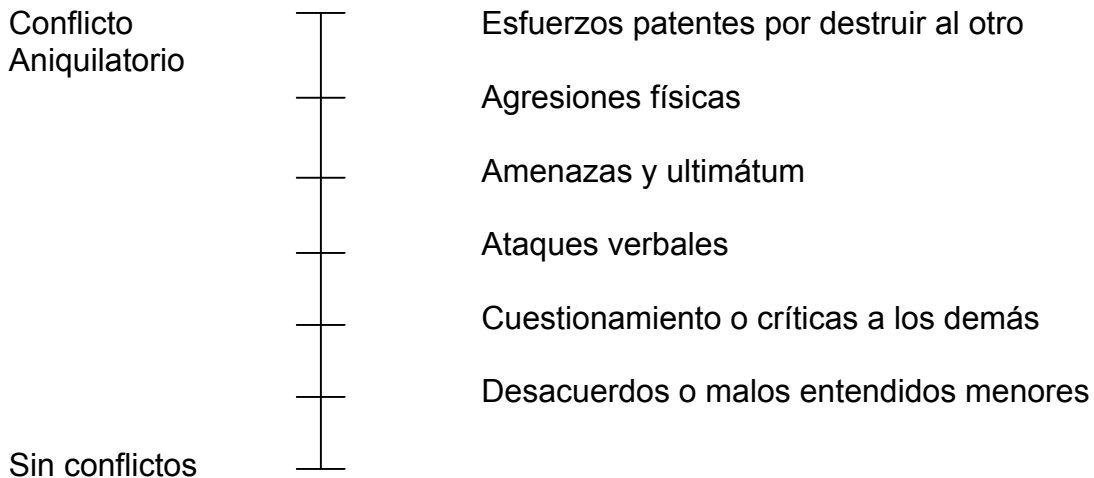 Conflicto
Aniquilatorio
Esfuerzos patentes por destruir al otro
Agresiones físicas
Amenazas y ultimátum
Ataques verbales
Cuestionamiento o críticas a los demás
Desacuerdos o malos entendidos menores
Sin conflictos